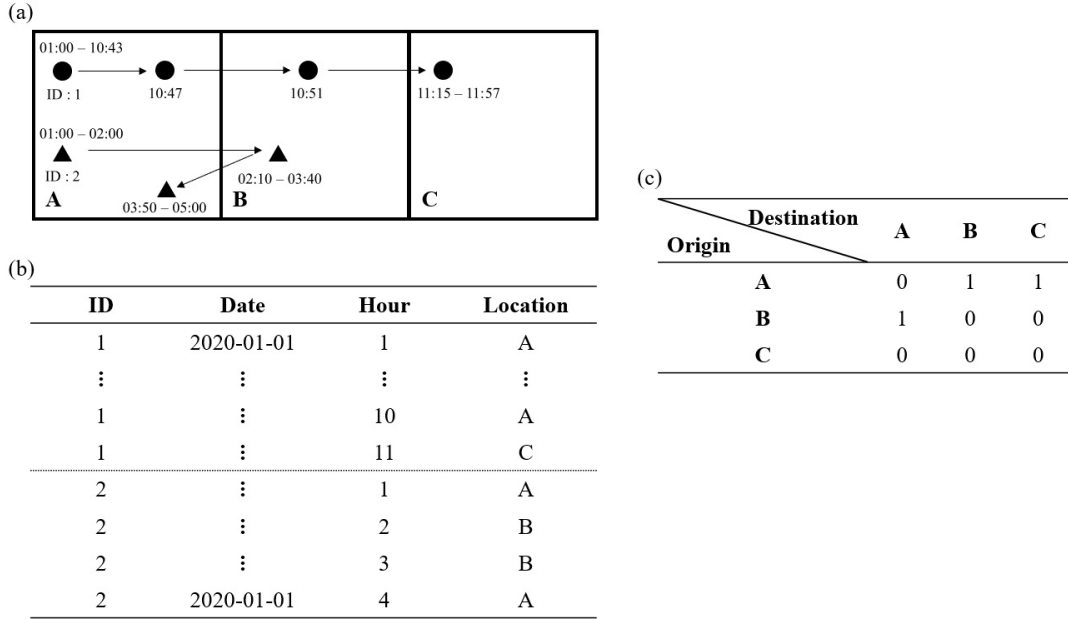 (a)
01:00 – 10:43
ID : 1
10:47
10:51
11:15 – 11:57
01:00 – 02:00
ID : 2
02:10 – 03:40
03:50 – 05:00
A
B
C
(b)
ID Date Hour Location
1 2020-01-01 1 A
⋮ ⋮ ⋮ ⋮
1 ⋮ 10 A
1 ⋮ 11 C
2 ⋮ 1 A
2 ⋮ 2 B
2 ⋮ 3 B
2 2020-01-01 4 A
(c)
Destination
Origin
A B C
A 0 1 1
B 1 0 0
C 0 0 0